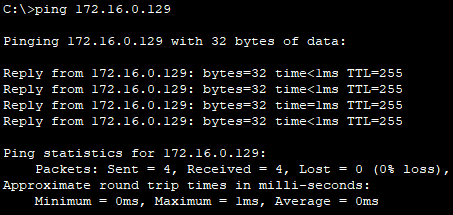 C:\>ping 172.16.0.129
Pinging 172.16.0.129 with 32 bytes of data:
Reply from 172.16.0.129: bytes=32 time<1ms TTL=255
Reply from 172.16.0.129: bytes=32 time<1ms TTL=255
Reply from 172.16.0.129: bytes=32 time=1ms TTL=255
Reply from 172.16.0.129: bytes=32 time<1ms TTL=255
Ping statistics for 172.16.0.129:
Packets: Sent = 4, Received = 4, Lost = 0 (0% loss),
Approximate round trip times in milli-seconds:
Minimum = 0ms, Maximum = 1ms, Average = 0ms